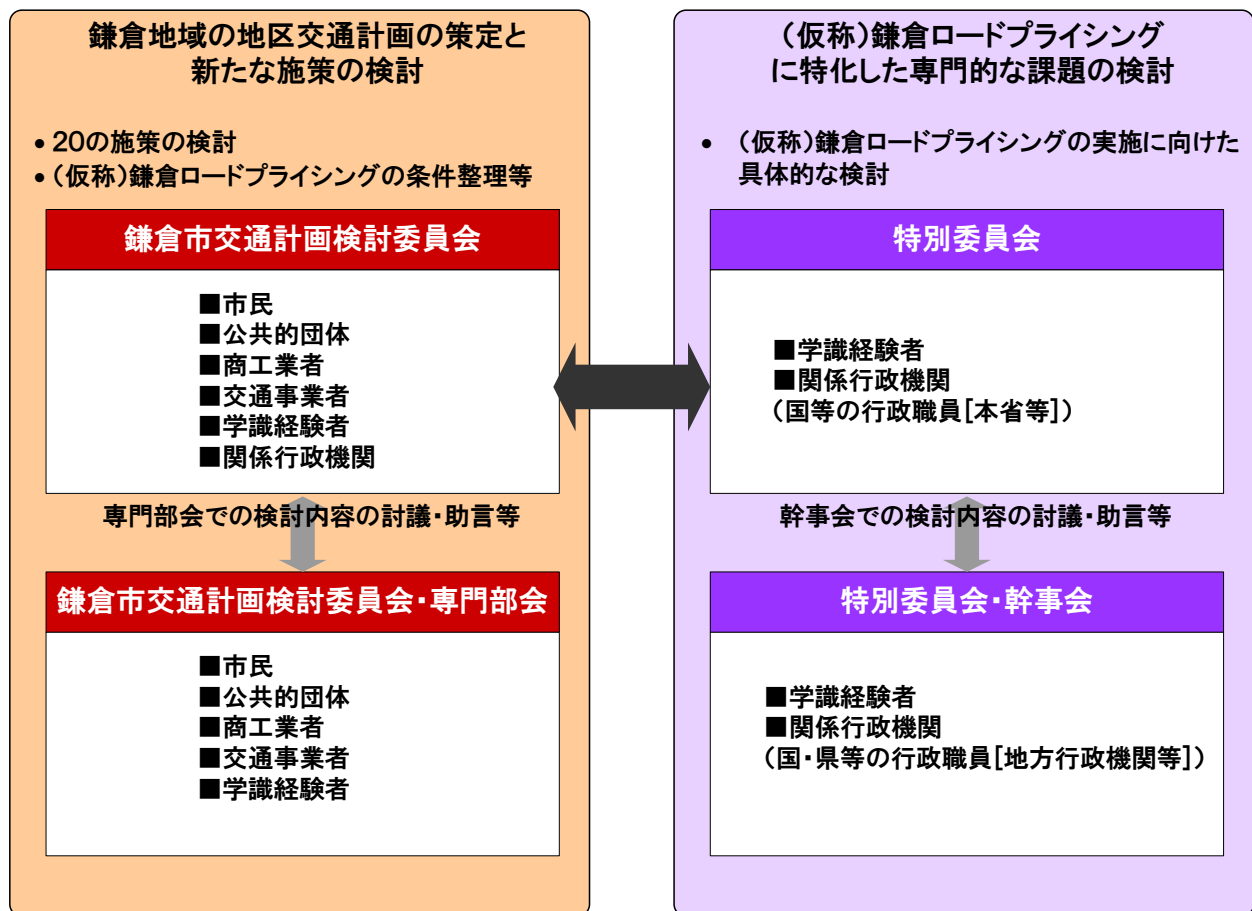 鎌倉地域の地区交通計画の策定と
新たな施策の検討
• 20の施策の検討
• (仮称)鎌倉ロードプライシングの条件整理等
鎌倉市交通計画検討委員会
■市民
■公共的団体
■商工業者
■交通事業者
■学識経験者
■関係行政機関
専門部会での検討内容の討議・助言等
鎌倉市交通計画検討委員会・専門部会
■市民
■公共的団体
■商工業者
■交通事業者
■学識経験者
(仮称)鎌倉ロードプライシング
に特化した専門的な課題の検討
• (仮称)鎌倉ロードプライシングの実施に向けた
具体的な検討
特別委員会
■学識経験者
■関係行政機関
(国等の行政職員[本省等])
幹事会での検討内容の討議・助言等
特別委員会・幹事会
■学識経験者
■関係行政機関
(国・県等の行政職員[地方行政機関等])